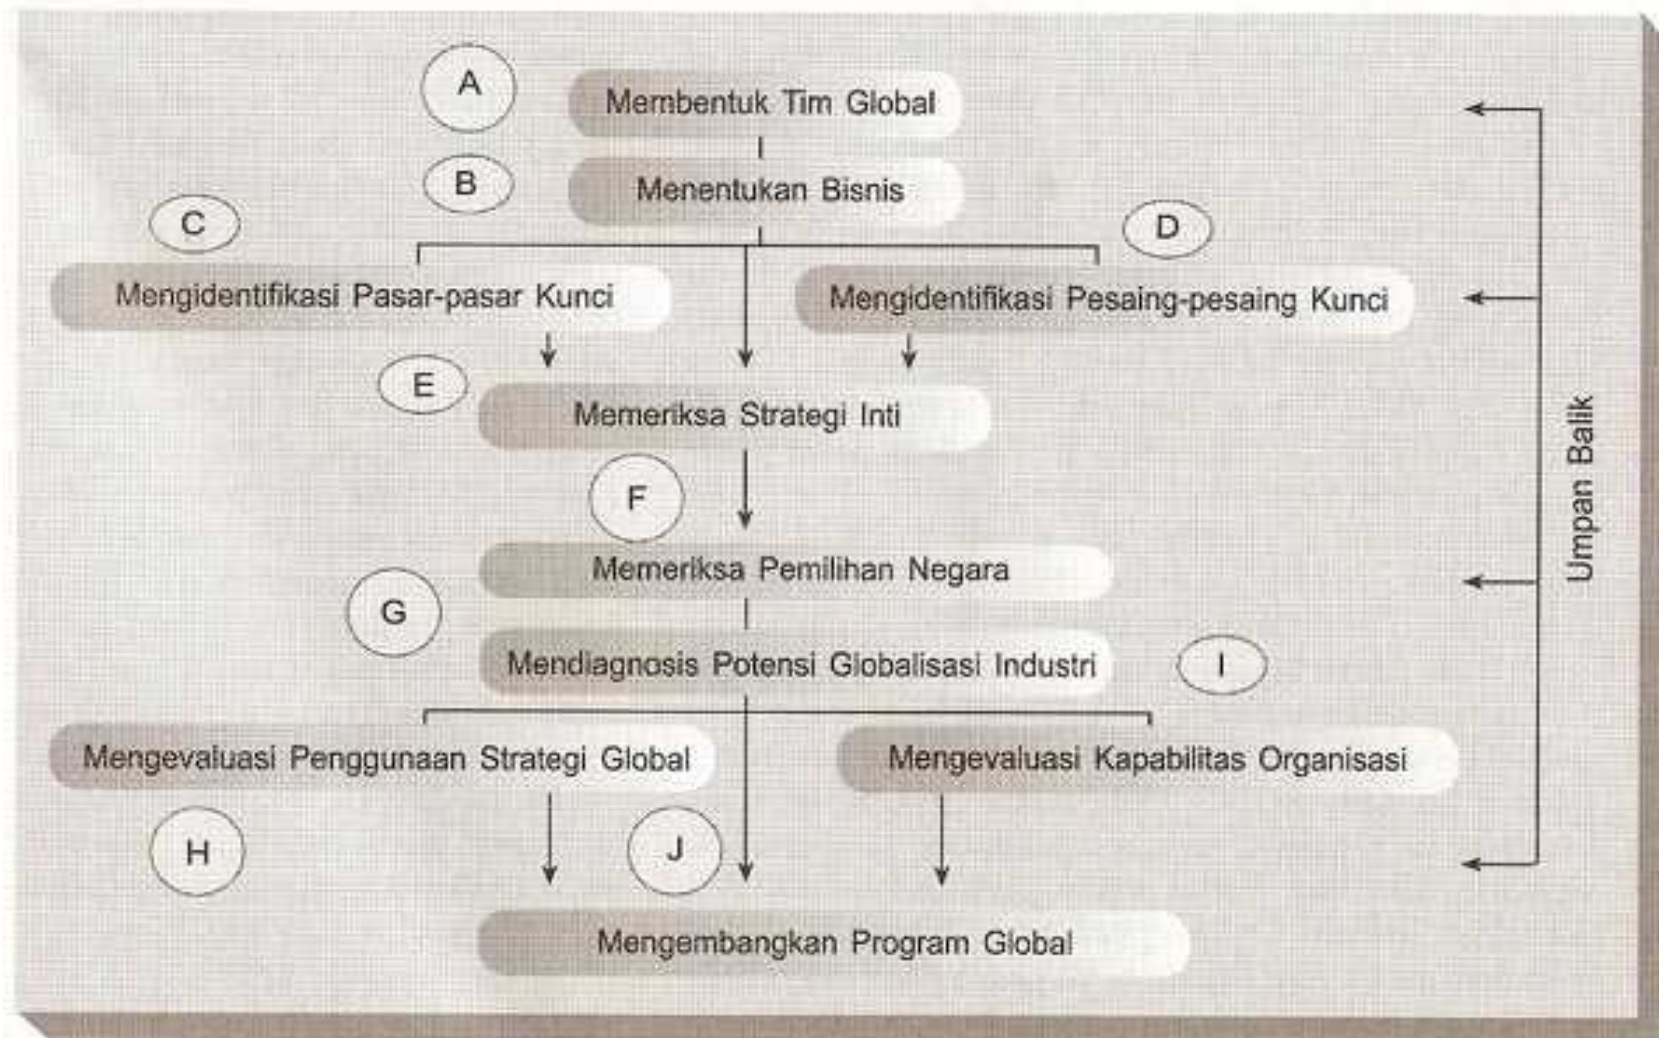 A
Membentuk Tim Global
B
Menentukan Bisnis
C
D
Mengidentifikasi Pasar-pasar Kunci
Mengidentifikasi Pesaing-pesaing Kunci
E
Memeriksa Strategi Inti
F
Memeriksa Pemilihan Negara
G
Mendiagnosis Potensi Globalisasi Industri
I
Mengevaluasi Penggunaan Strategi Global
Mengevaluasi Kapabilitas Organisasi
H
J
Mengembangkan Program Global
Umpan Balik